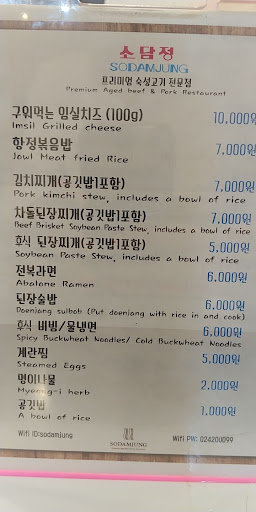 소담정
SODAMJUNG
프리미엄 숙성고기 전문점
Premium Aged beef & Pork Restaurant
구워먹는 임실치즈 (100g) 10,000원
Imsil Grilled cheese
항정볶음밥 7,000원
Jowl Meat fried Rice
김치찌개(공깃밥1포함) 7,000원
Pork kimchi stew, includes a bowl of rice
차돌된장찌개(공깃밥1포함) 7,000원
Beef Brisket Soybean Paste Stew, includes a bowl of rice
후식 된장찌개(공깃밥1포함) 5,000원
Soybean Paste Stew, includes a bowl of rice
전복라면 6,000원
Abalone Ramen
된장술밥 6,000원
Doenjang sulbob (Put doenjang with rice in and cook)
후식 비빔/물냉면 6,000원
Spicy Buckwheat Noodles/ Cold Buckwheat Noodles
계란찜 5,000원
Steamed Eggs
명이나물 2,000원
Myeong-i herb
공깃밥 1,000원
A bowl of rice
Wifi ID:sodamjung
SODAMJUNG
Wifi PW: 024200099